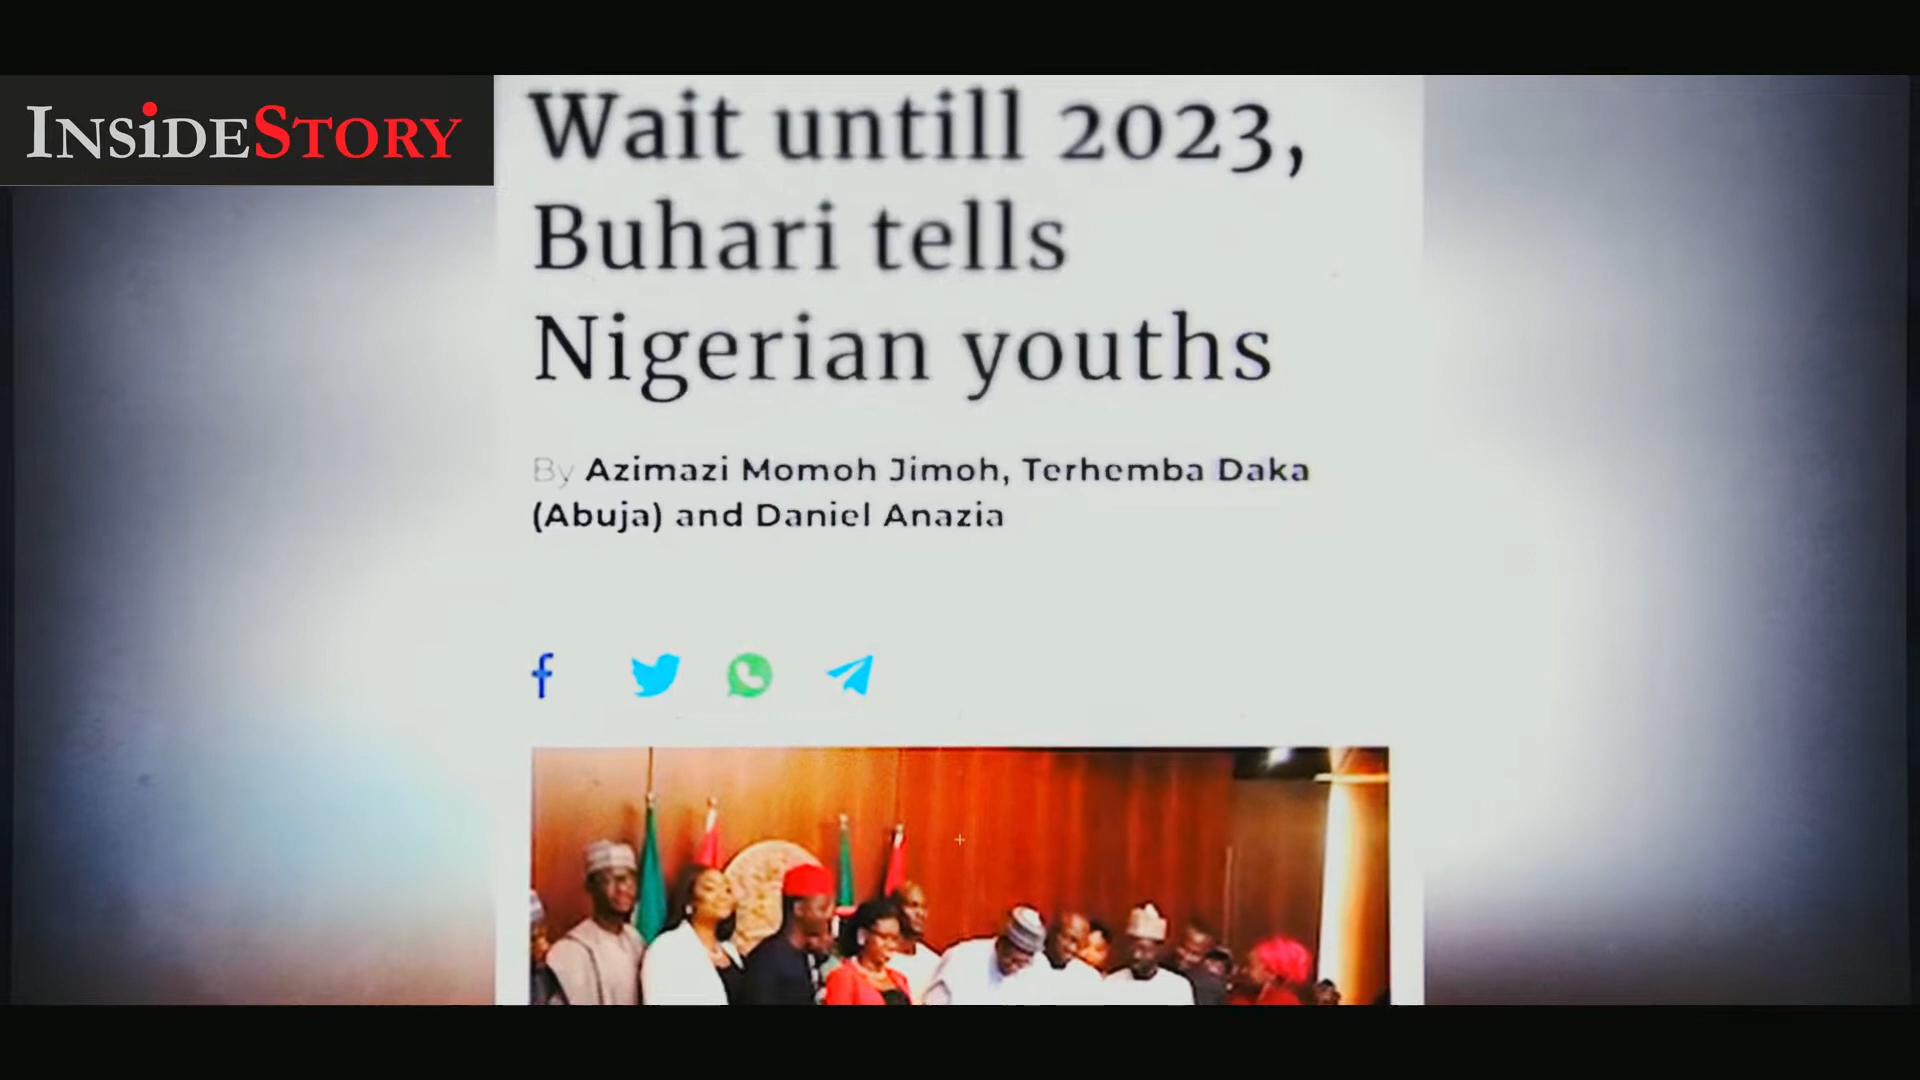 INSiDESTORY
Wait untill 2023,
Buhari tells
Nigerian youths
By Azimazi Momoh Jimoh, Terhemba Daka
(Abuja) and Daniel Anazia